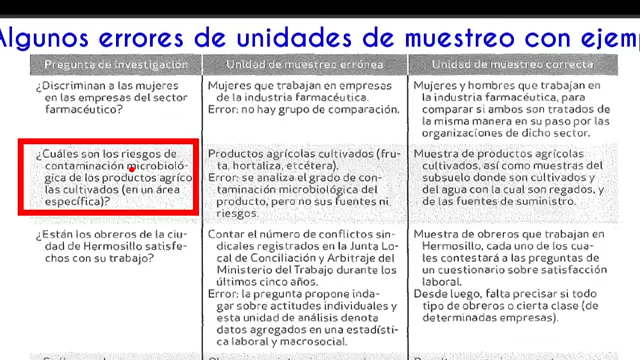 Algunos errores de unidades de muestreo con ejemp
Pregunta de investigación
Unidad de muestreo errónea
Unidad de muestreo correcta
¿Discriminan a las mujeres
en las empresas del sector
farmacéutico?
Mujeres que trabajan en empresas
de la industria farmacéutica.
Error: no hay grupo de comparación.
Mujeres y hombres que trabajan en
la industria farmacéutica, para
comparar si ambos son tratados de
la misma manera en su paso por las
organizaciones de dicho sector.
¿Cuáles son los riesgos de
contaminación microbioló-
gica de los productos agríco
las cultivados (en un área
específica)?
Productos agrícolas cultivados (fru-
ta, hortaliza, etcétera).
Error: se analiza el grado de con-
taminación microbiológica del
producto, pero no sus fuentes ni
riesgos.
Muestra de productos agrícolas
cultivados, así como muestras del
subsuelo donde son cultivados y
del agua con la cual son regados, y
de las fuentes de suministro.
¿Están los obreros de la ciu-
dad de Hermosillo satisfe-
chos con su trabajo?
Contar el número de conflictos sin-
dicales registrados en la Junta Lo-
cal de Conciliación y Arbitraje del
Ministerio del Trabajo durante los
últimos cinco años.
Error: la pregunta propone inda-
gar sobre actitudes individuales y
esta unidad de análisis denota
datos agregados en una estadísti-
ca laboral y macrosocial.
Muestra de obreros que trabajan en
Hermosillo, cada uno de los cua-
les contestará a las preguntas de
un cuestionario sobre satisfacción
laboral.
Desde luego, falta precisar si todo
tipo de obreros o cierta clase (de
determinadas empresas).